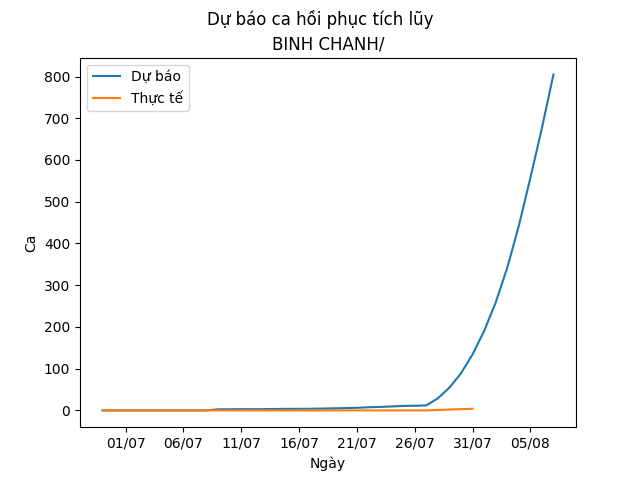 Dự báo ca hồi phục tích lũy
BINH CHANH/
Dự báo
Thực tế
800
700
600
500
400
300
200
100
0
Ca
01/07 06/07 11/07 16/07 21/07 26/07 31/07 05/08
Ngày